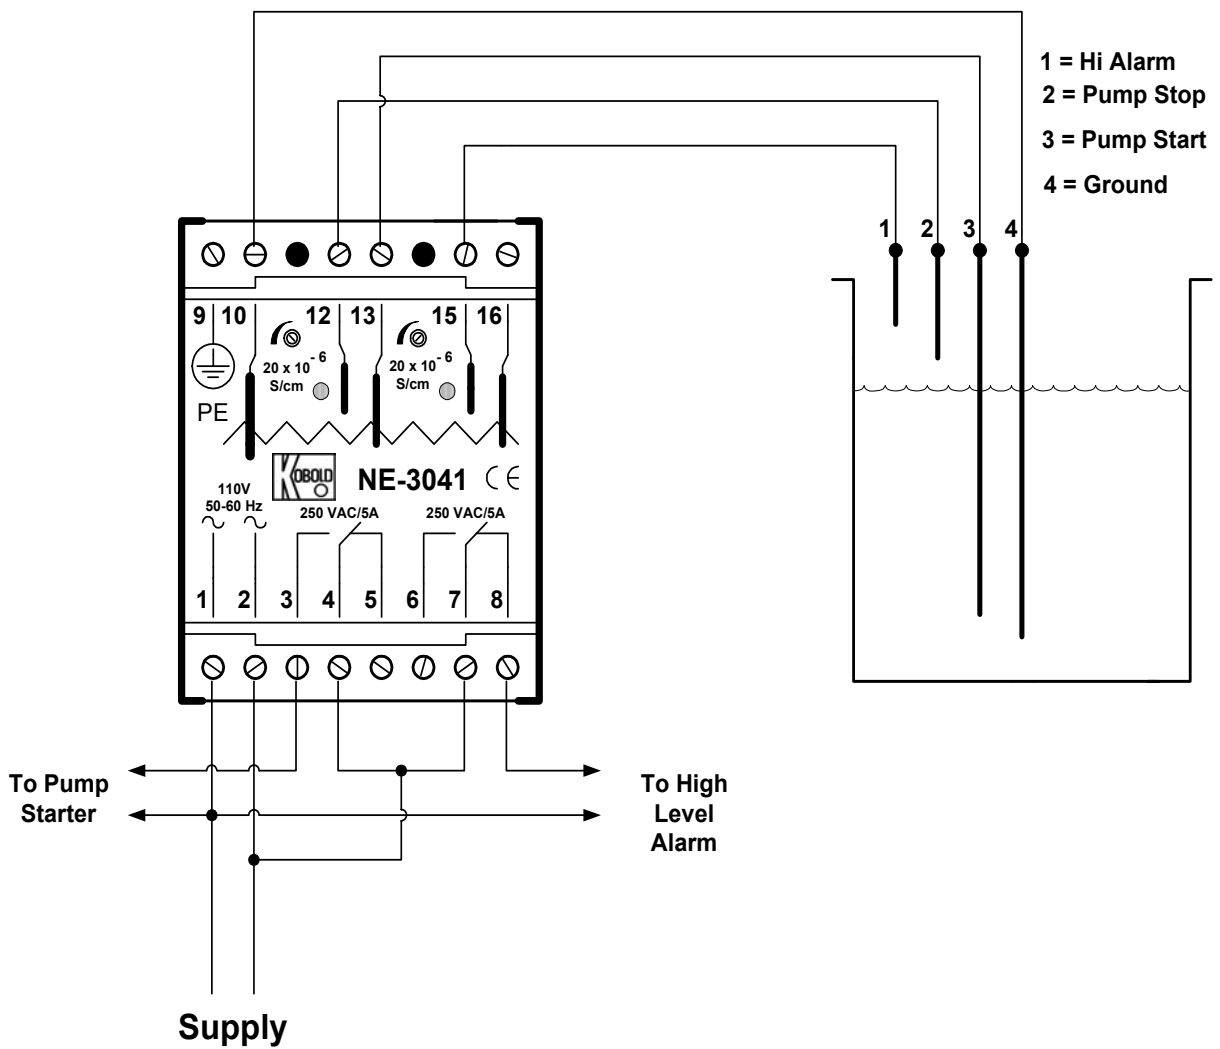 1 = Hi Alarm
2 = Pump Stop
3 = Pump Start
4 = Ground
1 2 3 4
9 10 12 13 15 16
20 x 10 - 6
S/cm
20 x 10 - 6
S/cm
PE
KOBOLD
NE-3041
CE
110V
50-60 Hz
250 VAC/5A
250 VAC/5A
1 2 3 4 5 6 7 8
To Pump
Starter
To High
Level
Alarm
Supply